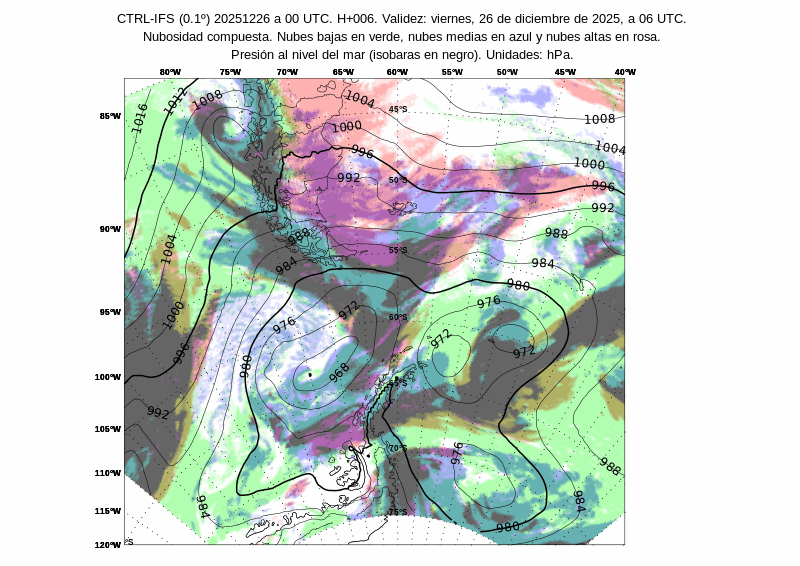 CTRL-IFS (0.1º) 20251226 a 00 UTC. H+006. Validez: viernes, 26 de diciembre de 2025, a 06 UTC.
Nubosidad compuesta. Nubes bajas en verde, nubes medias en azul y nubes altas en rosa.
Presión al nivel del mar (isobaras en negro). Unidades: hPa.
80ºW 75ºW 70ºW 65ºW 60ºW 55ºW 50ºW 45ºW 40ºW
1012 1008 1004
85ºW 1016 45ºS 1008
1000 1004
996 1000
992 50ºS 996
992
90ºW 988 988
1004 55ºS
984 984
980
976
95ºW 1000 972 60ºS
976 972
996 972
980 968
100ºW 65ºS
992
105ºW
70ºS 976
110ºW 988
984 984
115ºW 75ºS
980
120ºW ºS